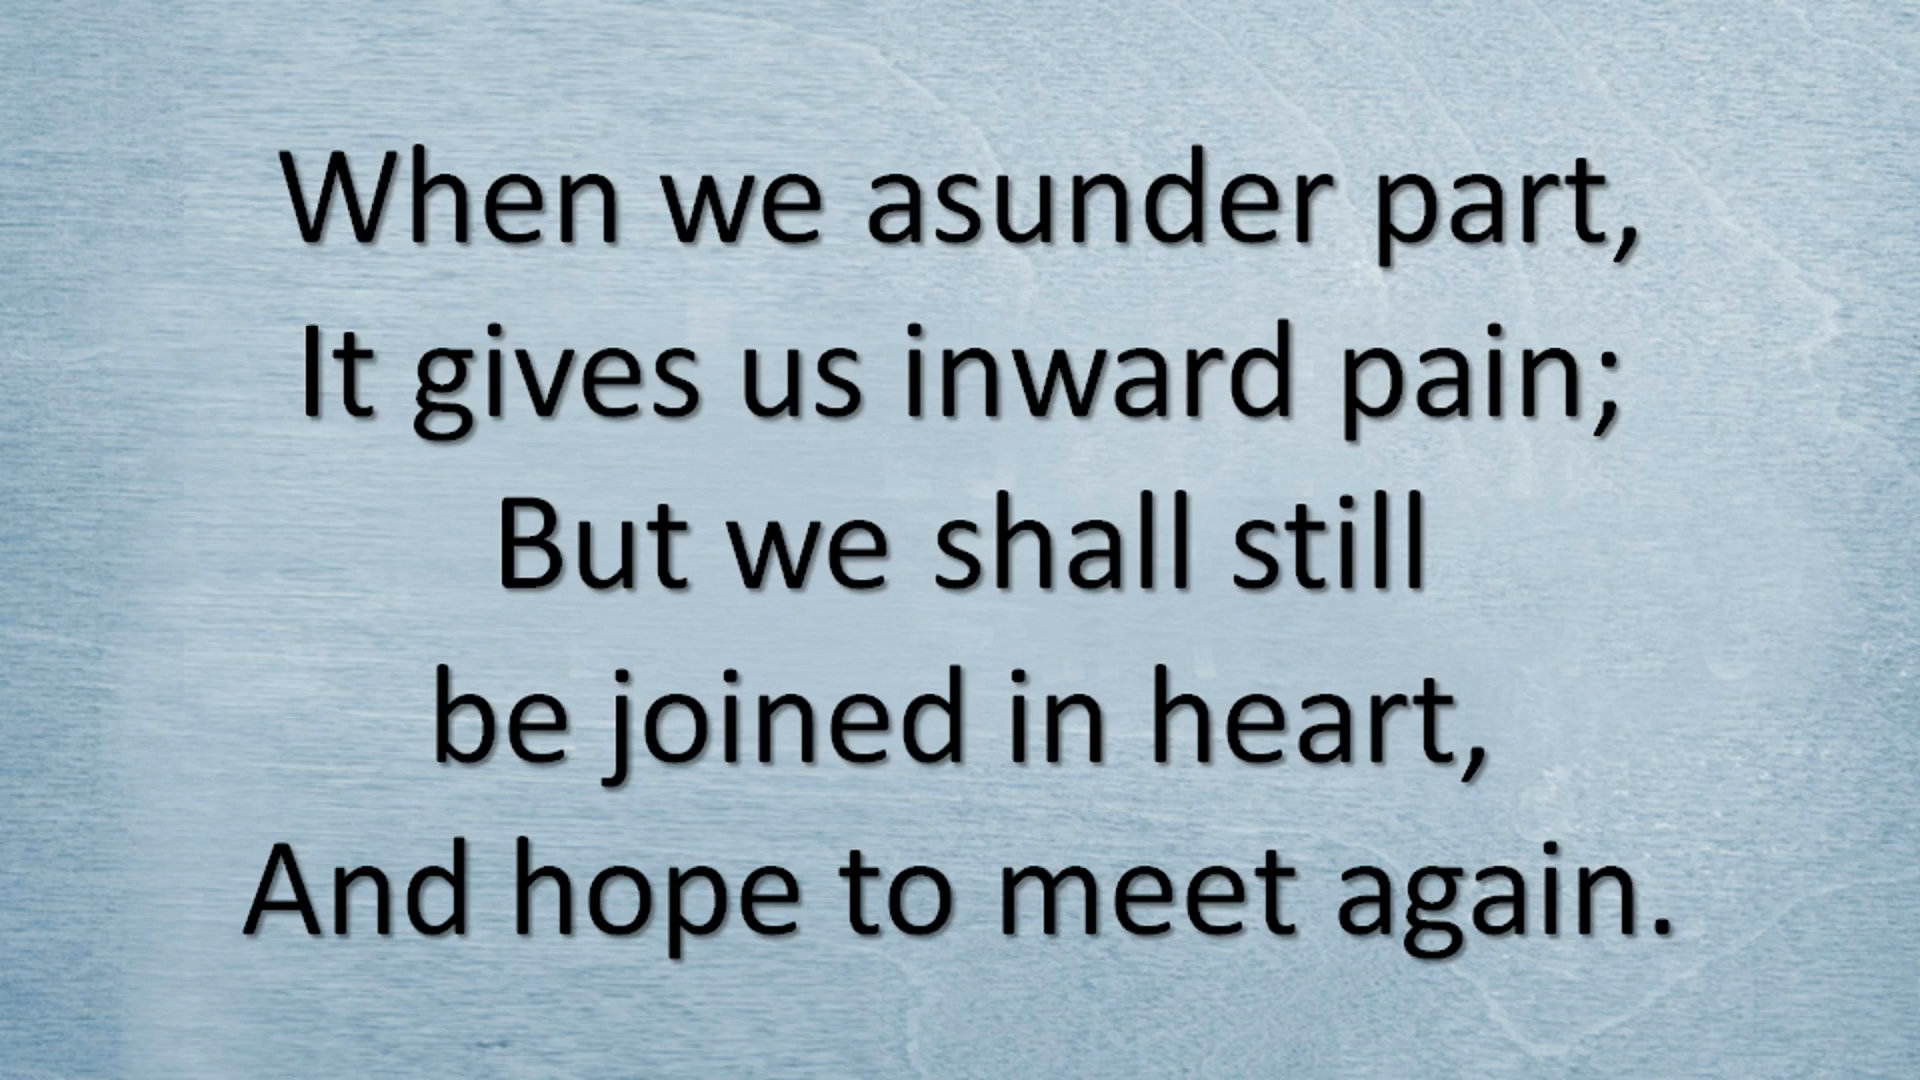 When we asunder part,
It gives us inward pain;
But we shall still
be joined in heart,
And hope to meet again.